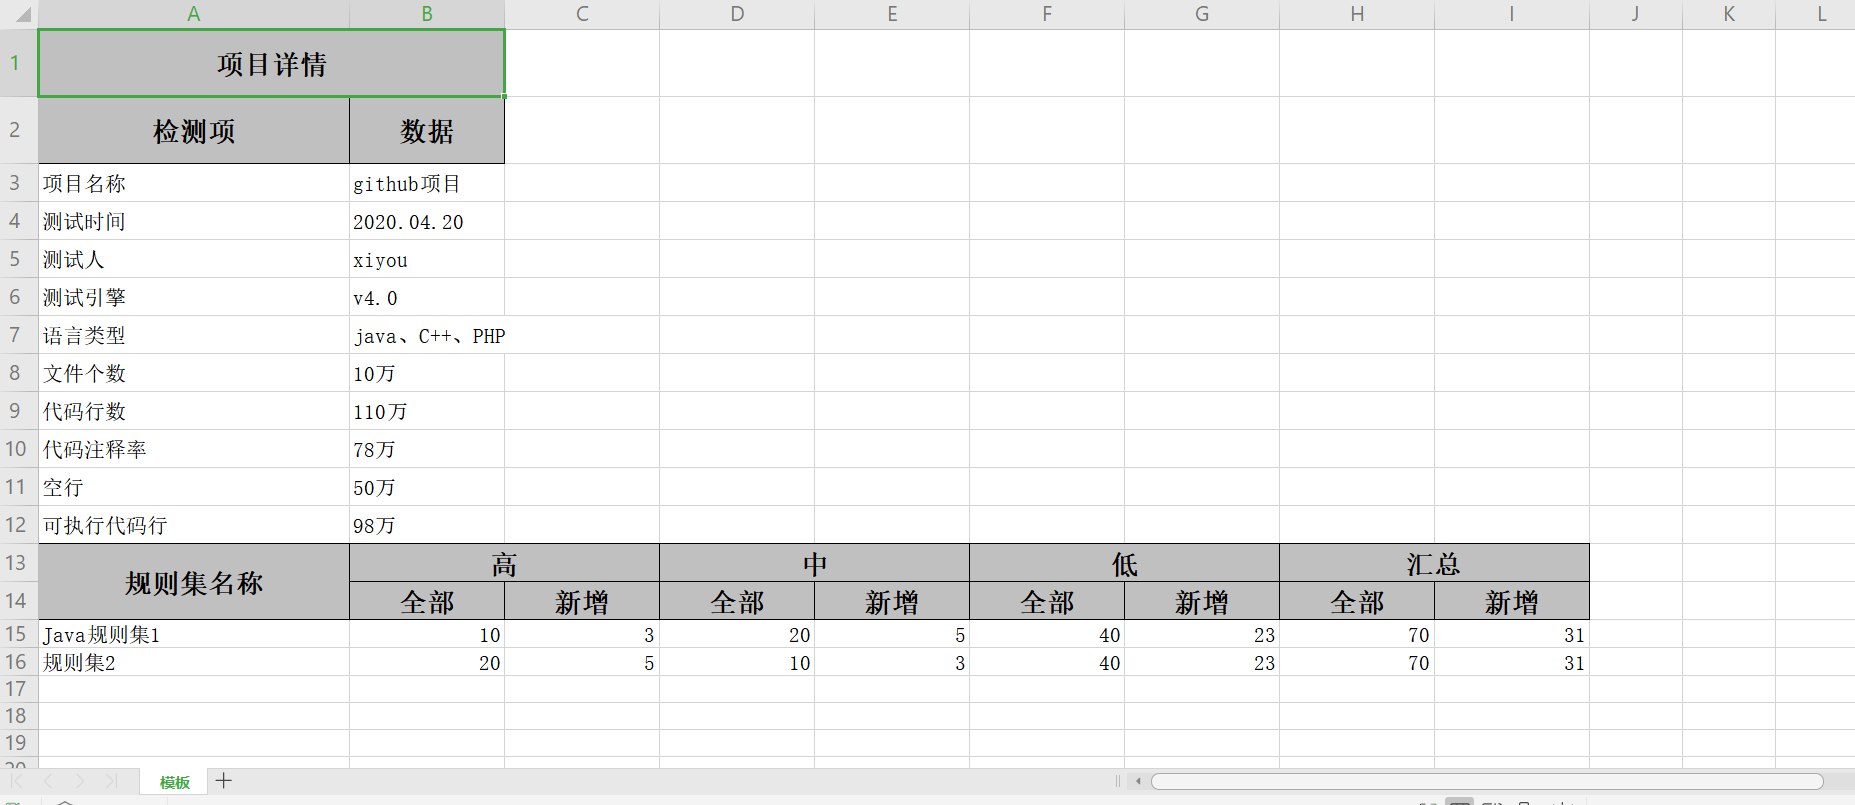 A B C D E F G H I J K L
1 项目详情
2 检测项 数据
3 项目名称 github项目
4 测试时间 2020.04.20
5 测试人 xiyou
6 测试引擎 v4.0
7 语言类型 java、C++、PHP
8 文件个数 10万
9 代码行数 110万
10 代码注释率 78万
11 空行 50万
12 可执行代码行 98万
13 规则集名称 高 中 低 汇总
14 全部 新增 全部 新增 全部 新增 全部 新增
15 Java规则集1 10 3 20 5 40 23 70 31
16 规则集2 20 5 10 3 40 23 70 31
17
18
19
20
模板